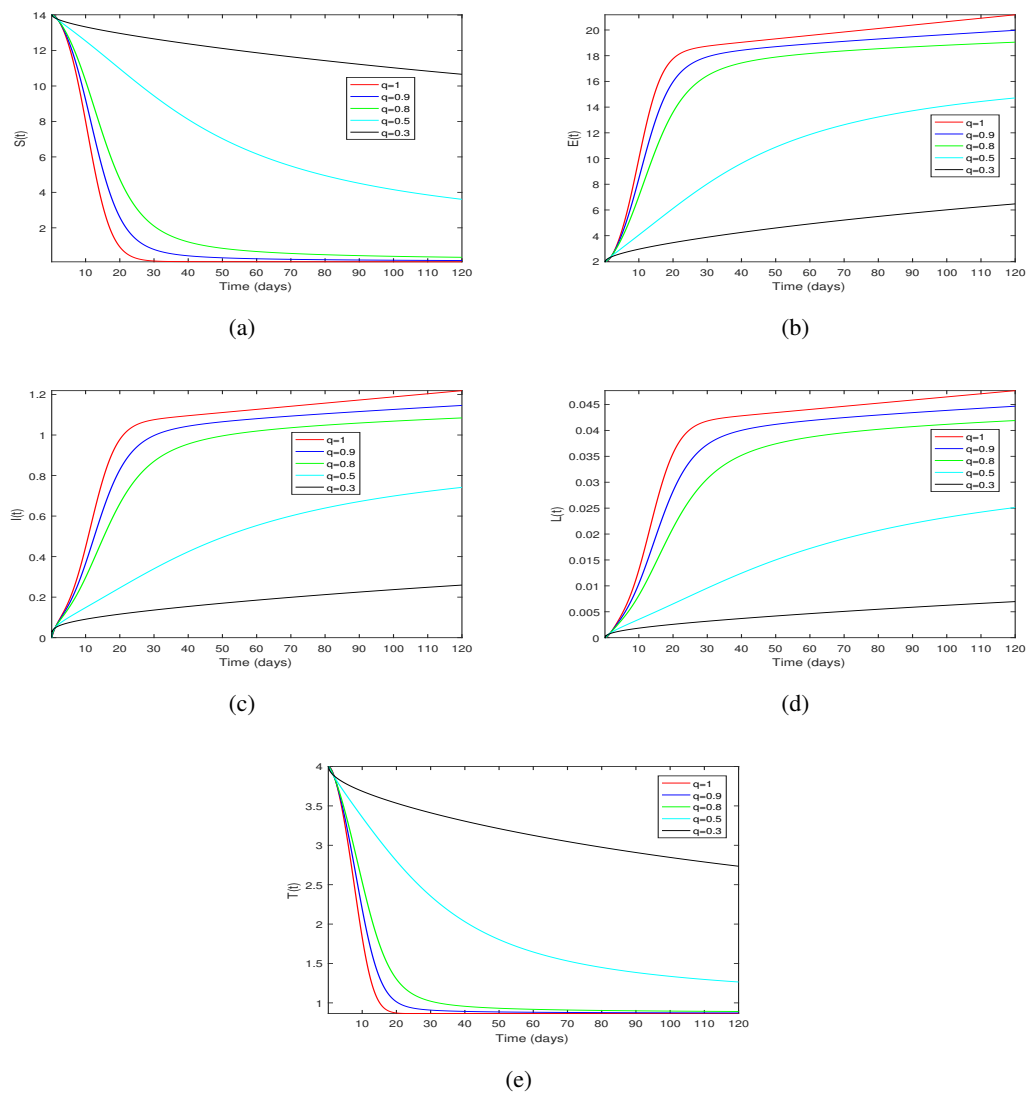 14
12
10
8
6
4
2
S(t)
q=1
q=0.9
q=0.8
q=0.5
q=0.3
10 20 30 40 50 60 70 80 90 100 110 120
Time (days)
(a)
20
18
16
14
12
10
8
6
4
2
E(t)
q=1
q=0.9
q=0.8
q=0.5
q=0.3
10 20 30 40 50 60 70 80 90 100 110 120
Time (days)
(b)
1.2
1
0.8
0.6
0.4
0.2
0
I(t)
q=1
q=0.9
q=0.8
q=0.5
q=0.3
0 10 20 30 40 50 60 70 80 90 100 110 120
Time (days)
(c)
0.045
0.04
0.035
0.03
0.025
0.02
0.015
0.01
0.005
0
L(t)
q=1
q=0.9
q=0.8
q=0.5
q=0.3
10 20 30 40 50 60 70 80 90 100 110 120
Time (days)
(d)
4
3.5
3
2.5
2
1.5
1
T(t)
q=1
q=0.9
q=0.8
q=0.5
q=0.3
10 20 30 40 50 60 70 80 90 100 110 120
Time (days)
(e)